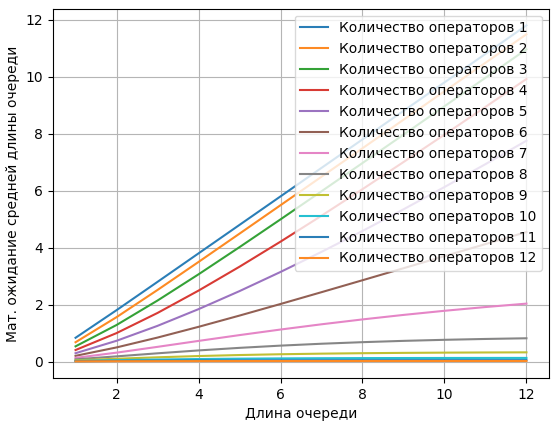 Мат. ожидание средней длины очереди
12
10
8
6
4
2
0
Количество операторов 1
Количество операторов 2
Количество операторов 3
Количество операторов 4
Количество операторов 5
Количество операторов 6
Количество операторов 7
Количество операторов 8
Количество операторов 9
Количество операторов 10
Количество операторов 11
Количество операторов 12
2 4 6 8 10 12
Длина очереди